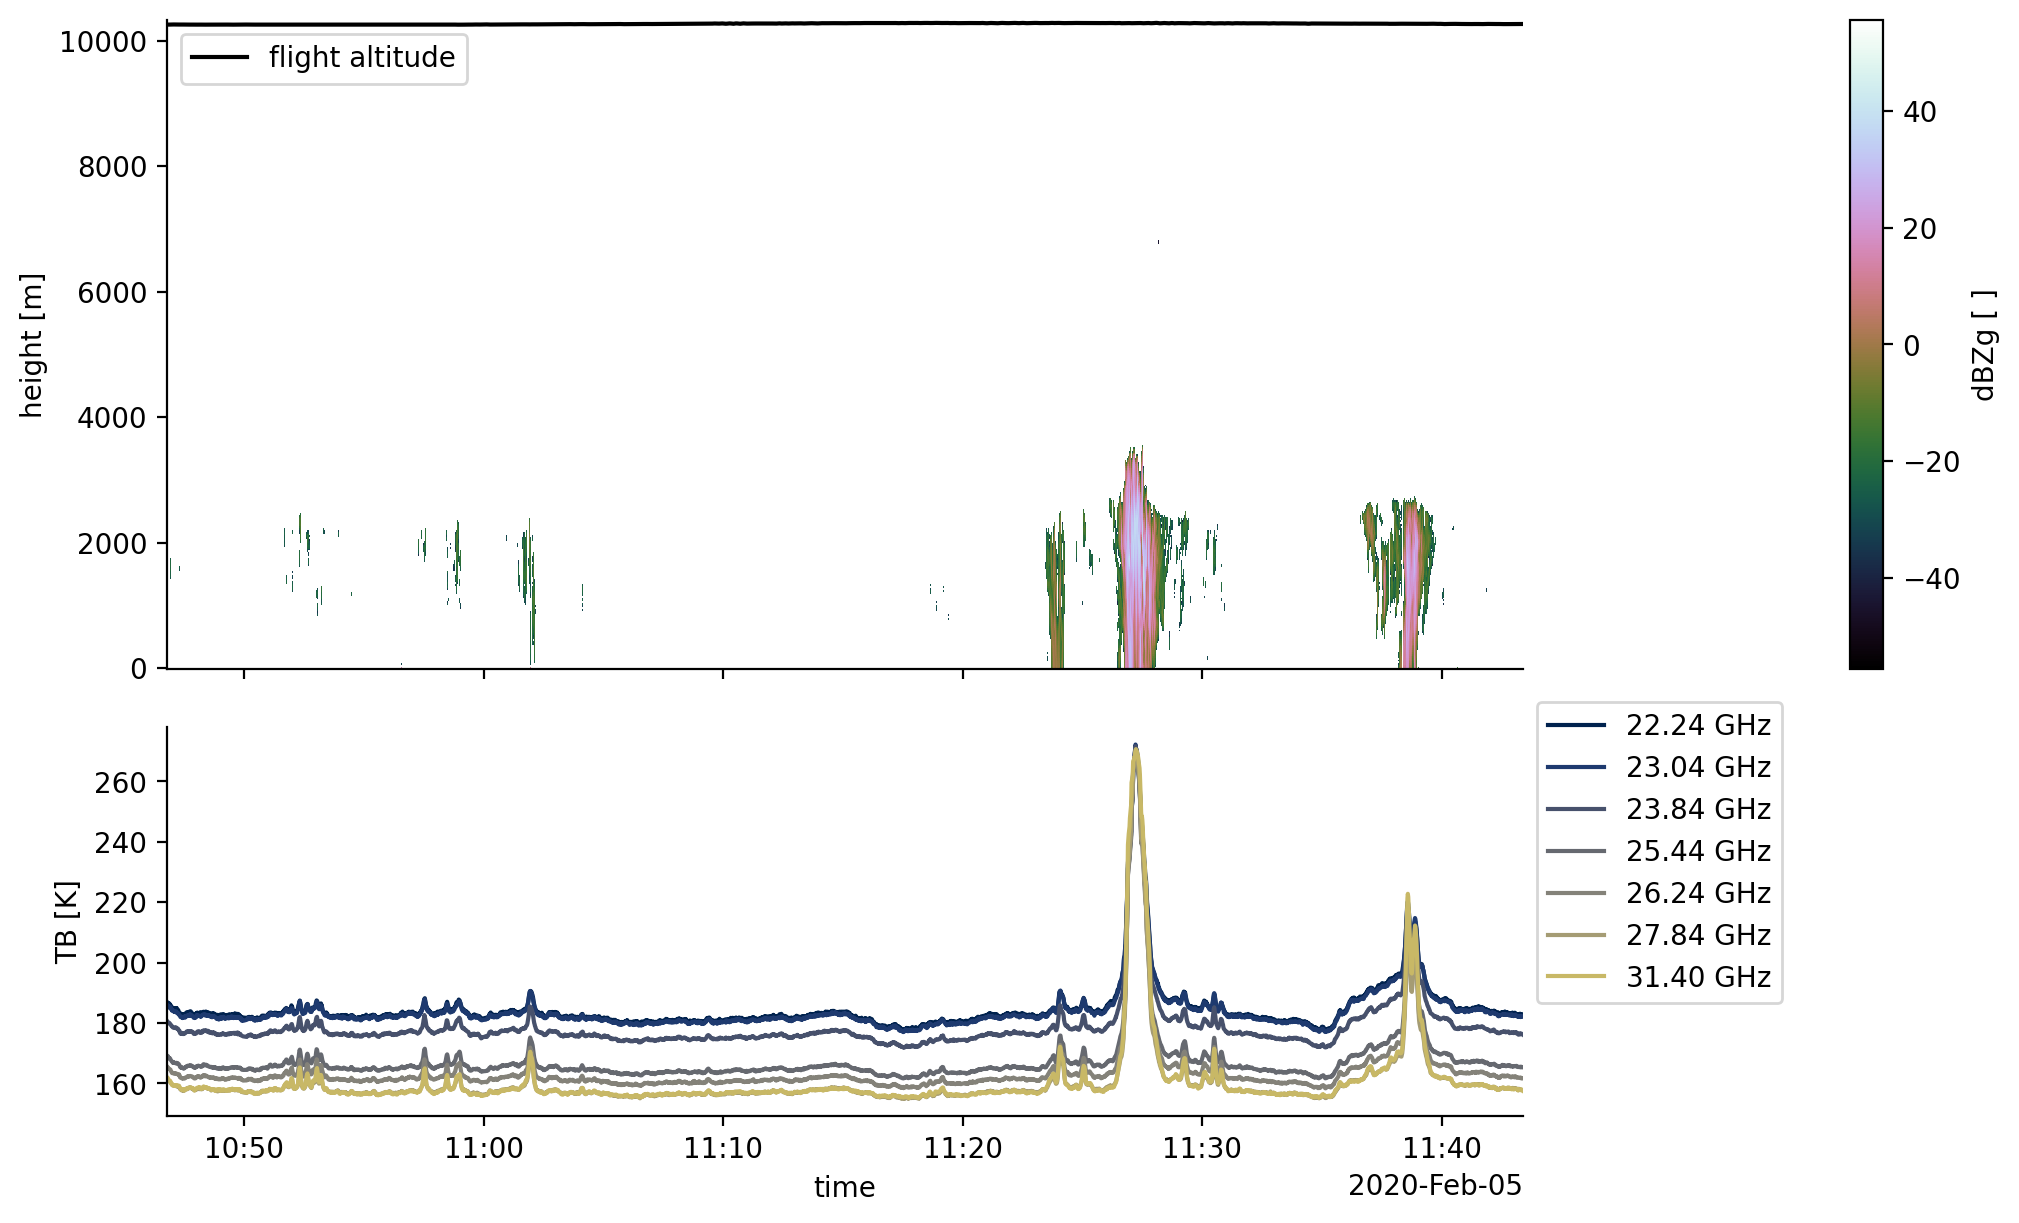 10000
8000
6000
4000
2000
0
height [m]
flight altitude
40
20
0
−20
−40
dBZg [ ]
260
240
220
200
180
160
TB [K]
22.24 GHz
23.04 GHz
23.84 GHz
25.44 GHz
26.24 GHz
27.84 GHz
31.40 GHz
10:50 11:00 11:10 11:20 11:30 11:40
time
2020-Feb-05